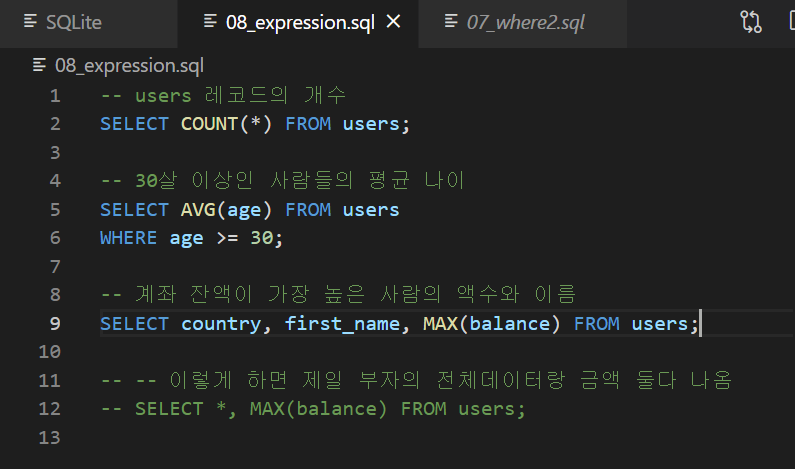 SQLite
08_expression.sql
07_where2.sql
08_expression.sql
1 -- users 레코드의 개수
2 SELECT COUNT(*) FROM users;
3
4 -- 30살 이상인 사람들의 평균 나이
5 SELECT AVG(age) FROM users
6 WHERE age >= 30;
7
8 -- 계좌 잔액이 가장 높은 사람의 액수와 이름
9 SELECT country, first_name, MAX(balance) FROM users;
10
11 -- -- 이렇게 하면 제일 부자의 전체데이터랑 금액 둘다 나옴
12 -- SELECT *, MAX(balance) FROM users;
13